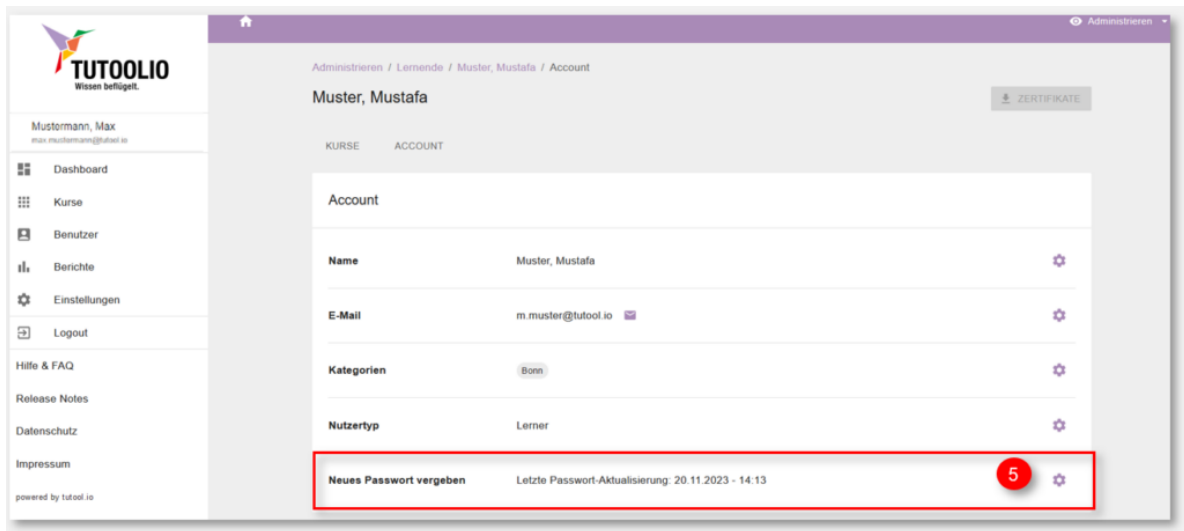 TUTOOLIO
Wissen beflügelt.
Mustermann, Max
max.mustermann@tutool.io
Dashboard
Kurse
Benutzer
Berichte
Einstellungen
Logout
Hilfe & FAQ
Release Notes
Datenschutz
Impressum
powered by tutool.io
Administrieren
Administrieren / Lernende / Muster, Mustafa / Account
Muster, Mustafa
ZERTIFIKATE
KURSE ACCOUNT
Account
Name Muster, Mustafa
E-Mail m.muster@tutool.io
Kategorien Bonn
Nutzertyp Lerner
Neues Passwort vergeben Letzte Passwort-Aktualisierung: 20.11.2023 - 14:13 5